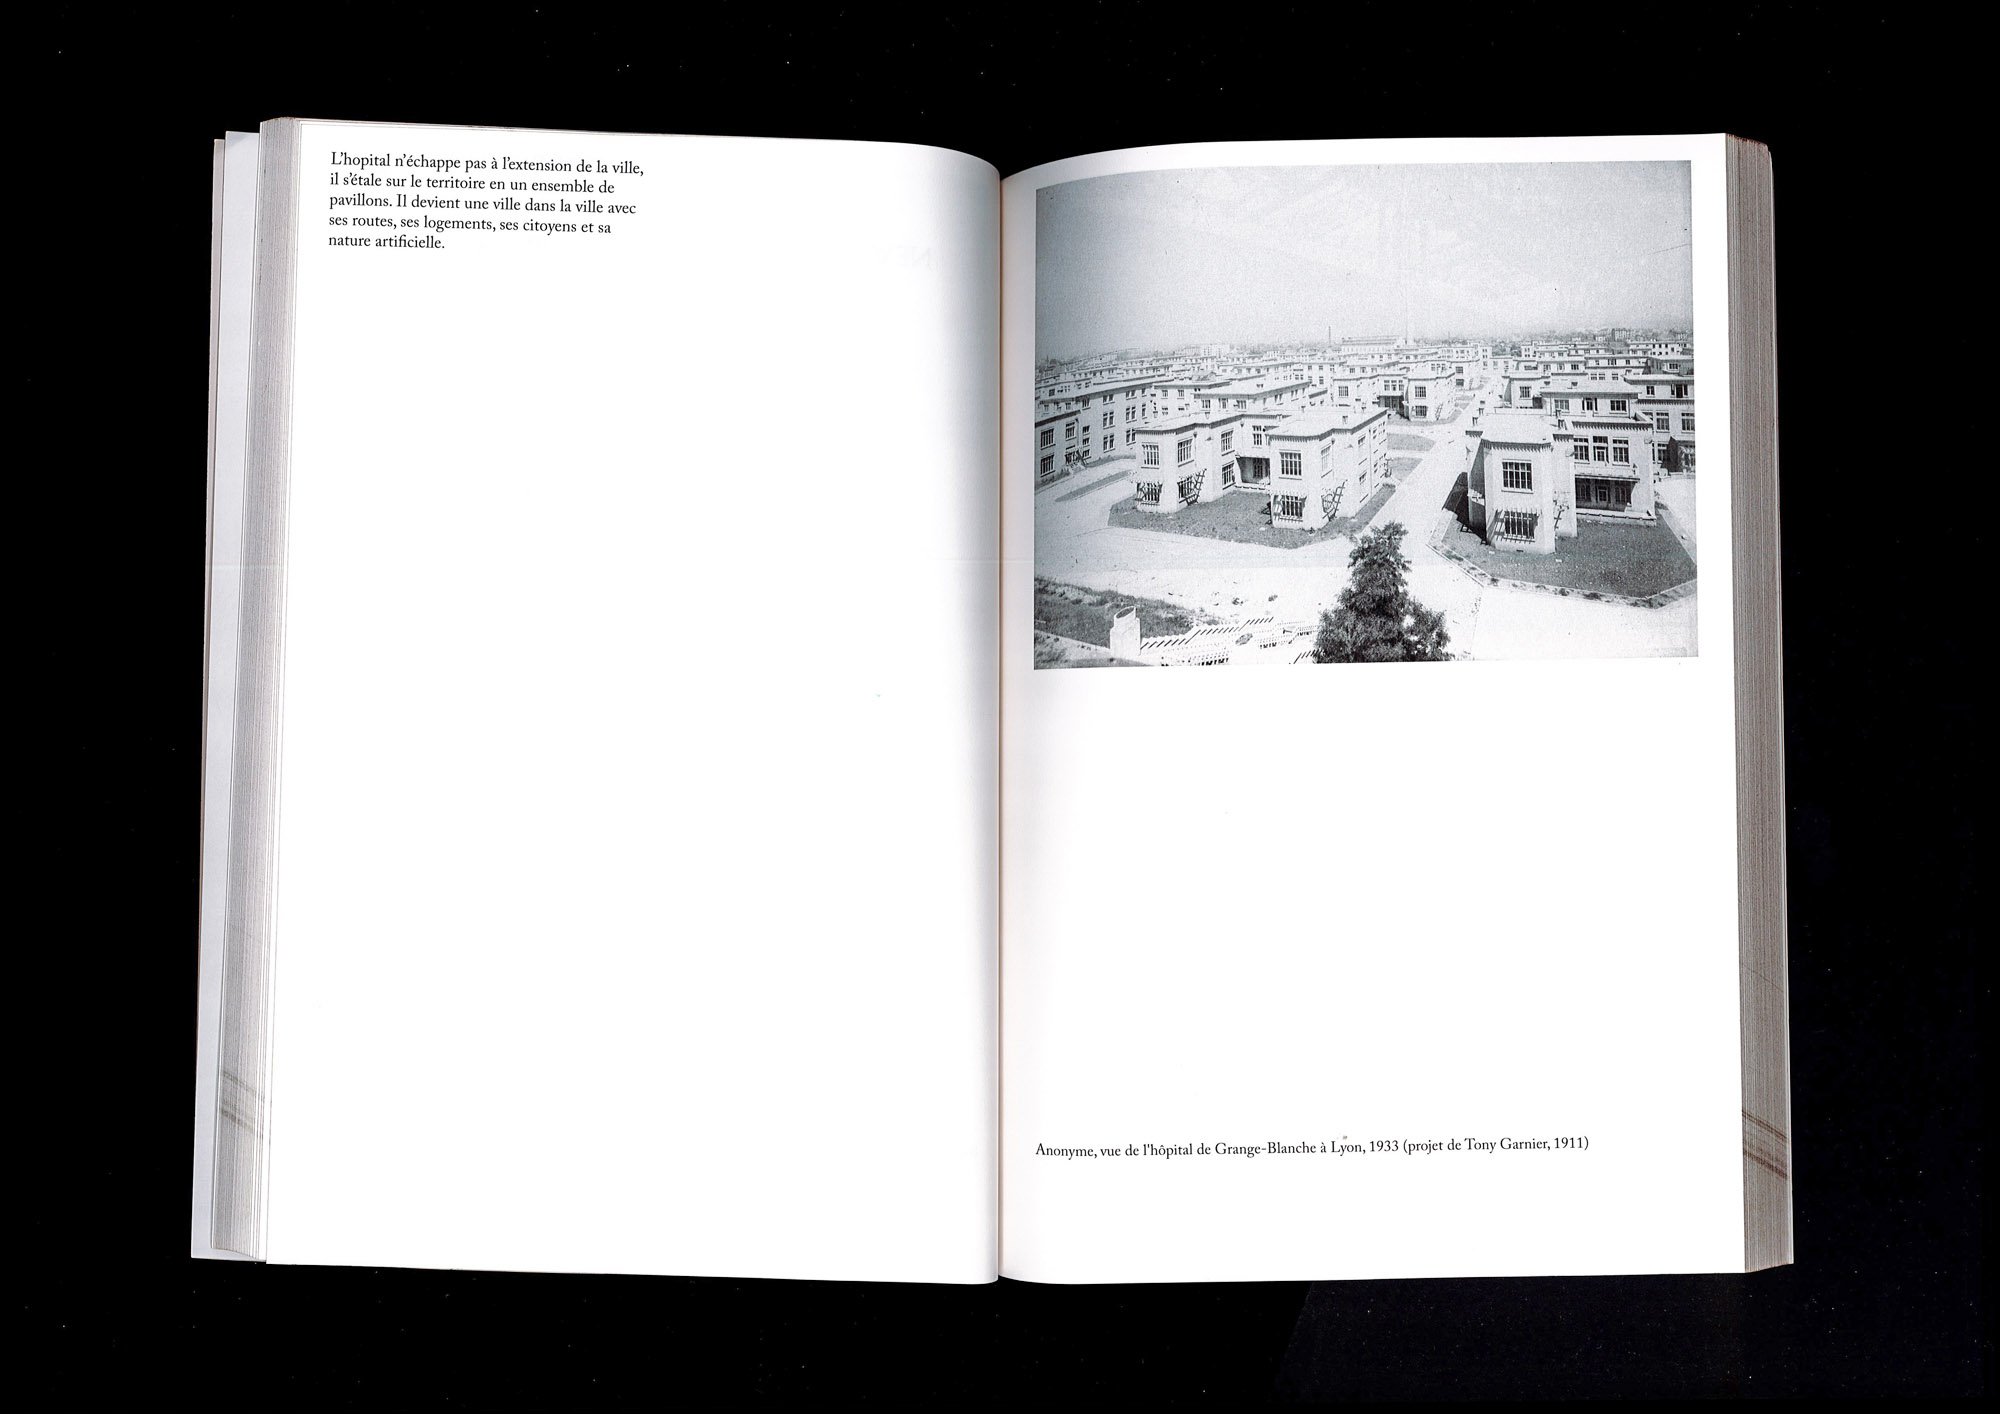 L’hopital n’échappe pas à l’extension de la ville,
il s’étale sur le territoire en un ensemble de
pavillons. Il devient une ville dans la ville avec
ses routes, ses logements, ses citoyens et sa
nature artificielle.
Anonyme, vue de l'hôpital de Grange-Blanche à Lyon, 1933 (projet de Tony Garnier, 1911)